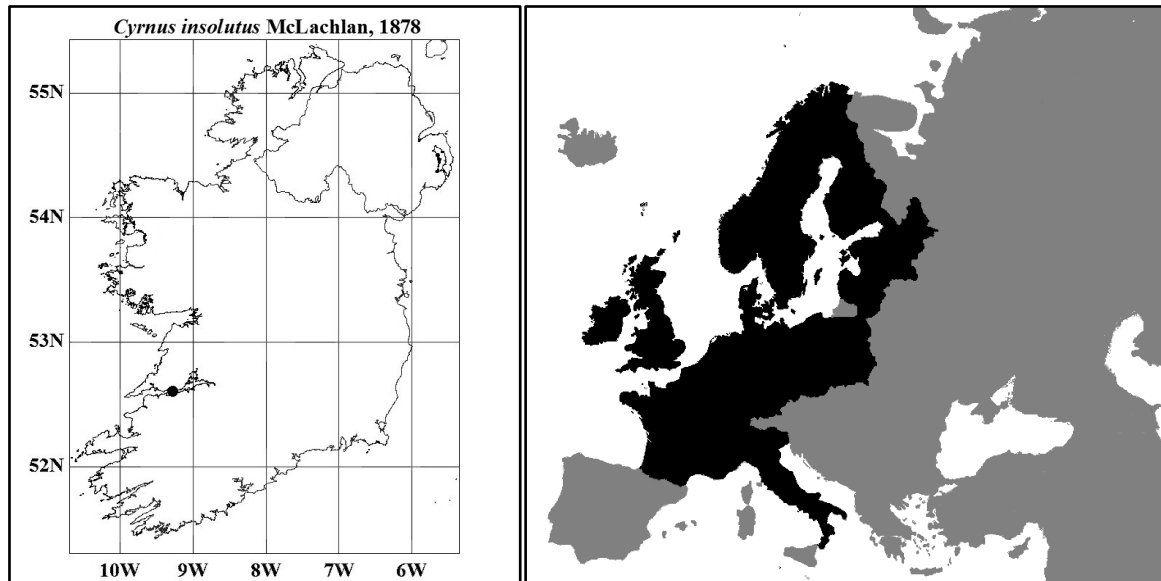 Cyrnus insolutus McLachlan, 1878
55N
54N
53N
52N
10W 9W 8W 7W 6W